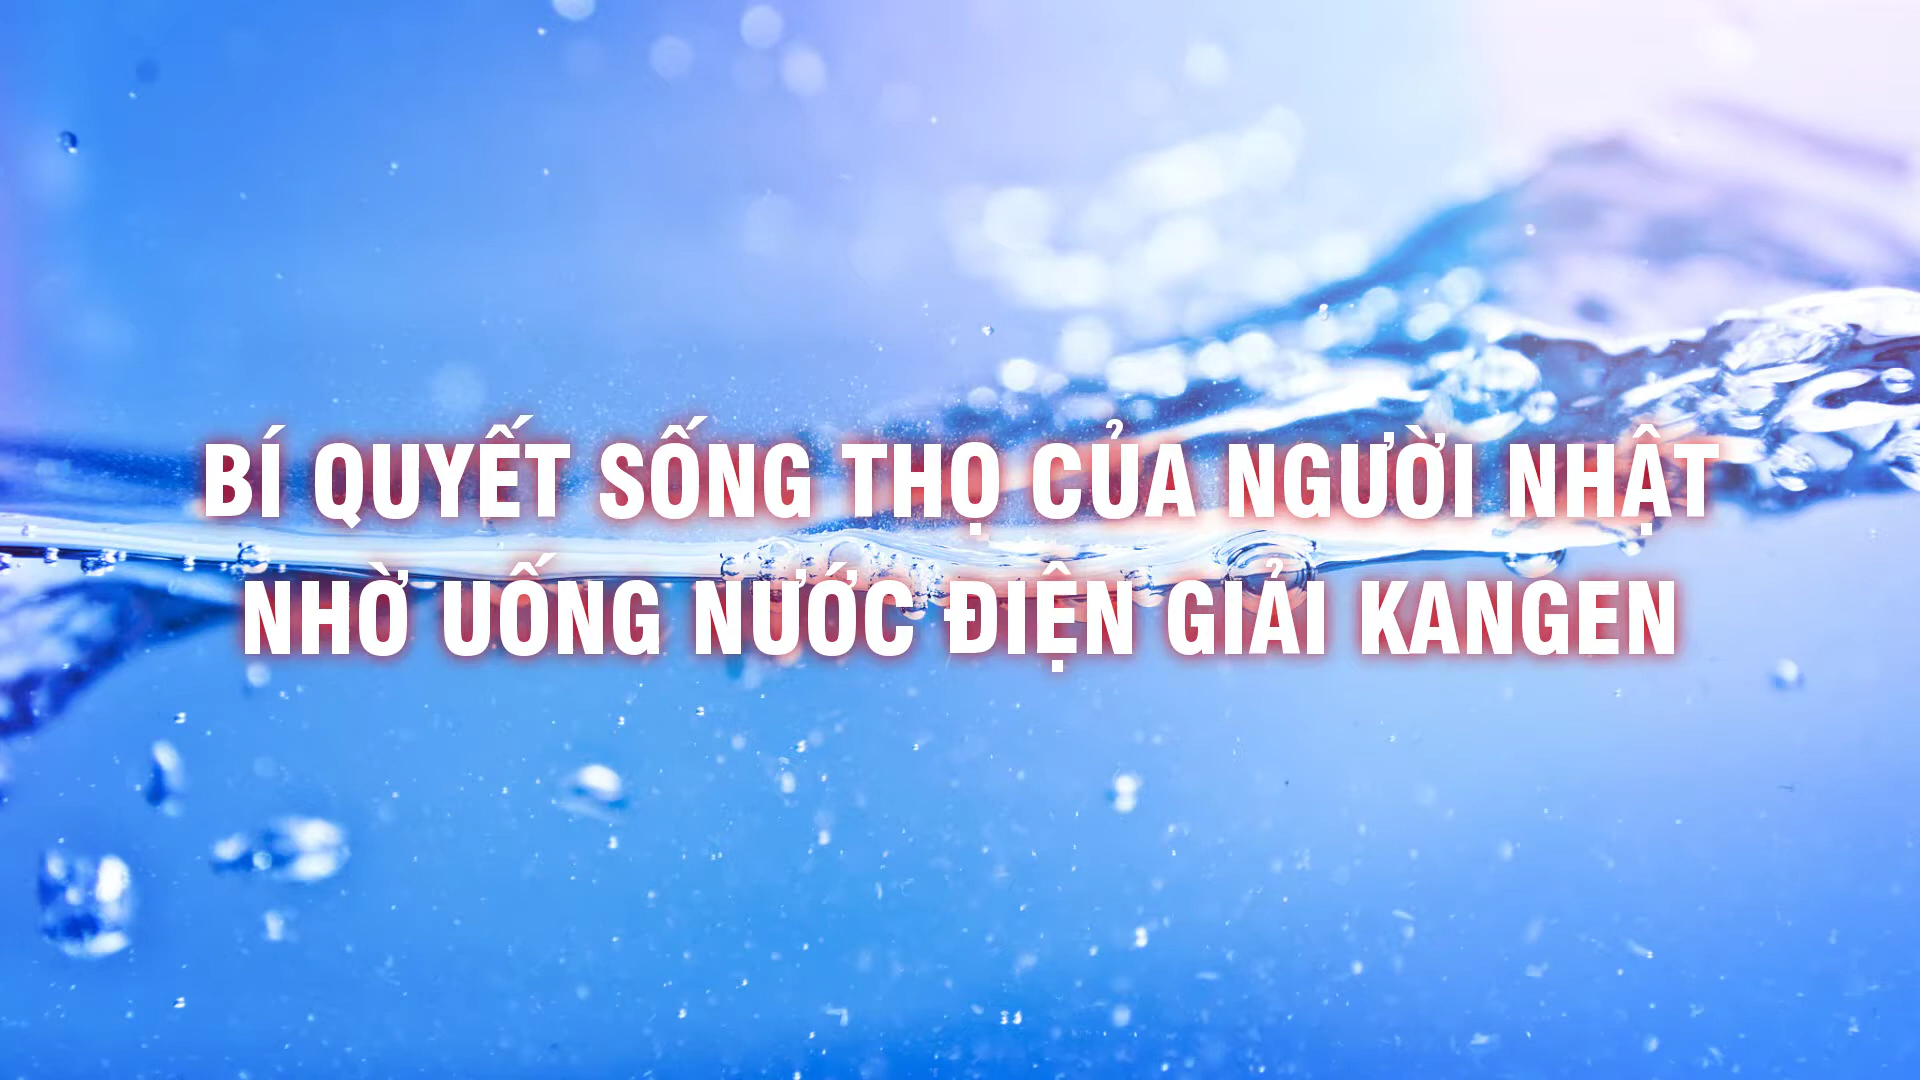 BÍ QUYẾT SỐNG THỌ CỦA NGƯỜI NHẬT
NHỜ UỐNG NƯỚC ĐIỆN GIẢI KANGEN